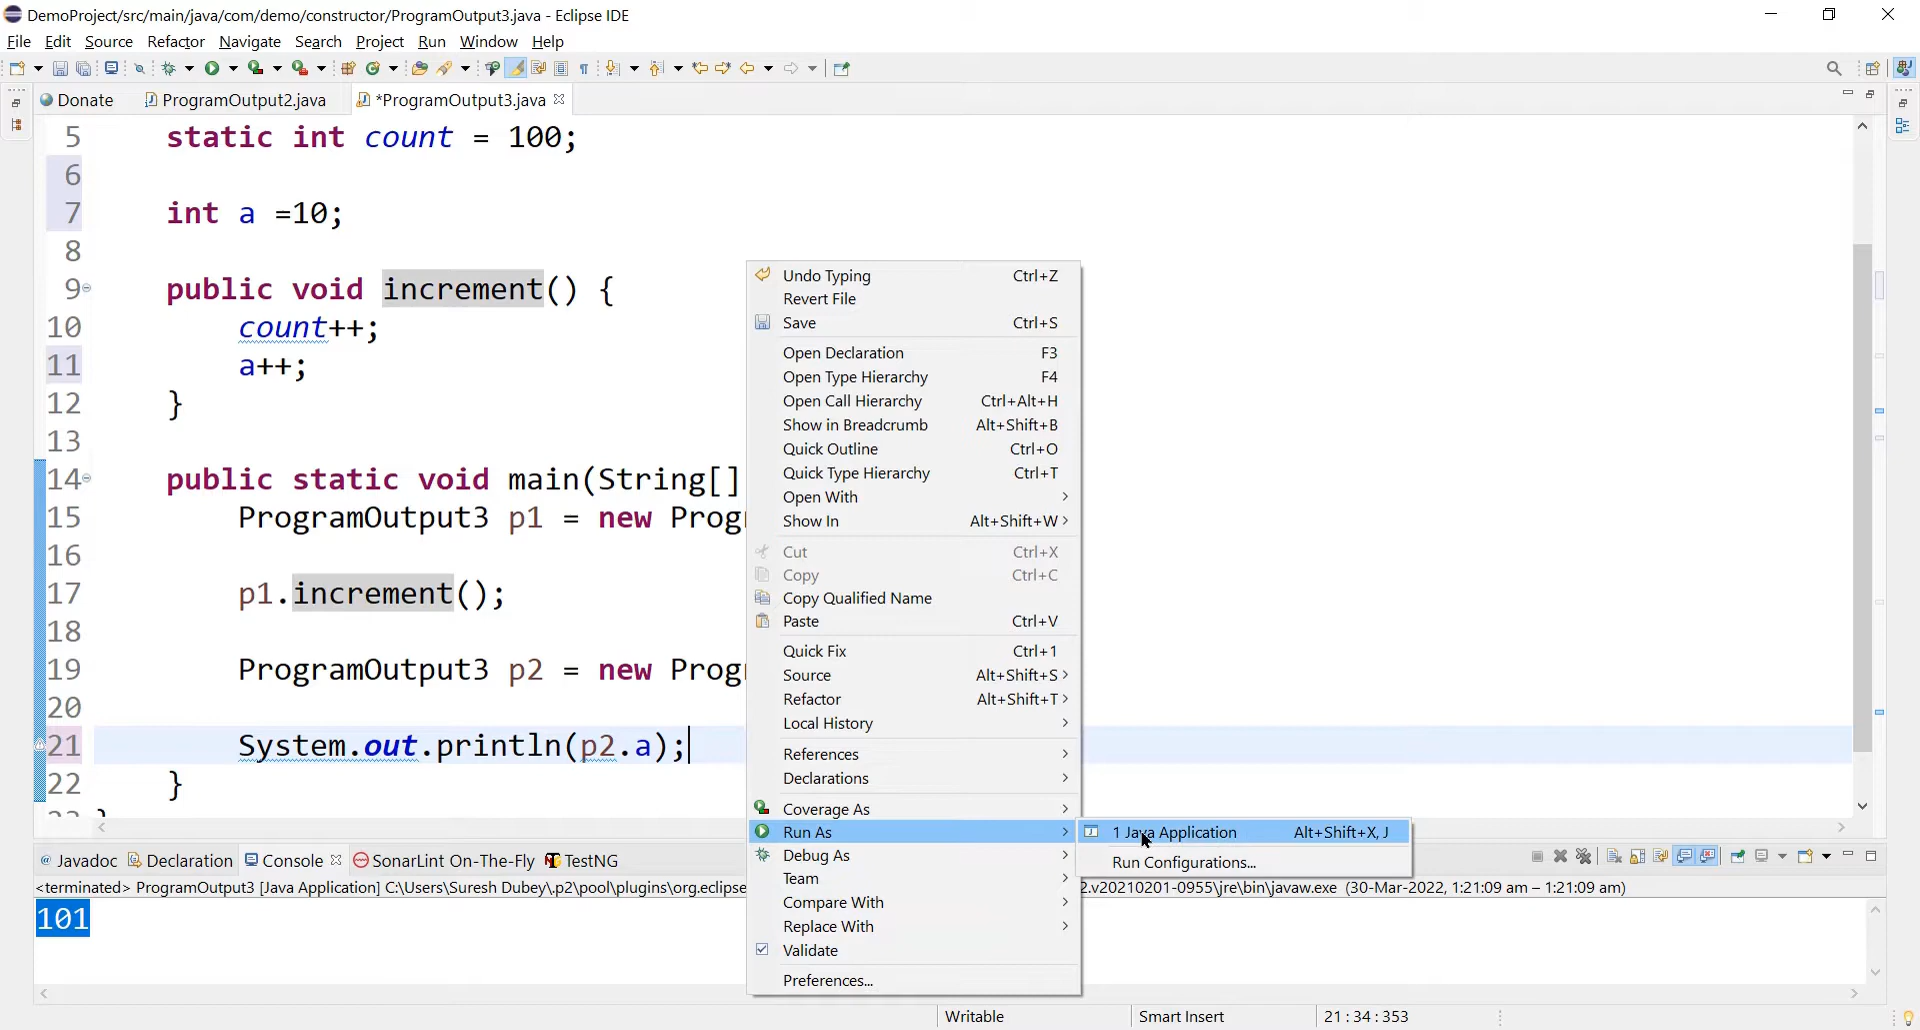 DemoProject/src/main/java/com/demo/constructor/ProgramOutput3.java - Eclipse IDE
File Edit Source Refactor Navigate Search Project Run Window Help
Donate ProgramOutput2.java *ProgramOutput3.java
5 static int count = 100;
6
7 int a =10;
8
9 public void increment() {
10 count++;
11 a++;
12 }
13
14 public static void main(String[]
15 ProgramOutput3 p1 = new Progr
16
17 p1.increment();
18
19 ProgramOutput3 p2 = new Progr
20
21 System.out.println(p2.a);
22 }
Undo Typing Ctrl+Z
Revert File
Save Ctrl+S
Open Declaration F3
Open Type Hierarchy F4
Open Call Hierarchy Ctrl+Alt+H
Show in Breadcrumb Alt+Shift+B
Quick Outline Ctrl+O
Quick Type Hierarchy Ctrl+T
Open With
Show In Alt+Shift+W
Cut Ctrl+X
Copy Ctrl+C
Copy Qualified Name
Paste Ctrl+V
Quick Fix Ctrl+1
Source Alt+Shift+S
Refactor Alt+Shift+T
Local History
References
Declarations
Coverage As
Run As
Debug As
Team
Compare With
Replace With
Validate
Preferences...
1 Java Application Alt+Shift+X, J
Run Configurations...
@ Javadoc Declaration Console SonarLint On-The-Fly TestNG
<terminated> ProgramOutput3 [Java Application] C:\Users\Suresh Dubey\.p2\pool\plugins\org.eclipse 2.v20210201-0955\jre\bin\javaw.exe (30-Mar-2022, 1:21:09 am – 1:21:09 am)
101
Writable Smart Insert 21 : 34 : 353